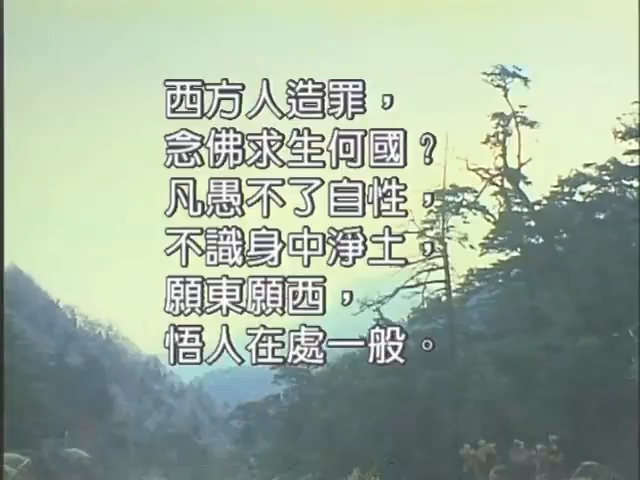 西方人造罪，
念佛求生何國？
凡愚不了自性，
不識身中淨土，
願東願西，
悟人在處一般。